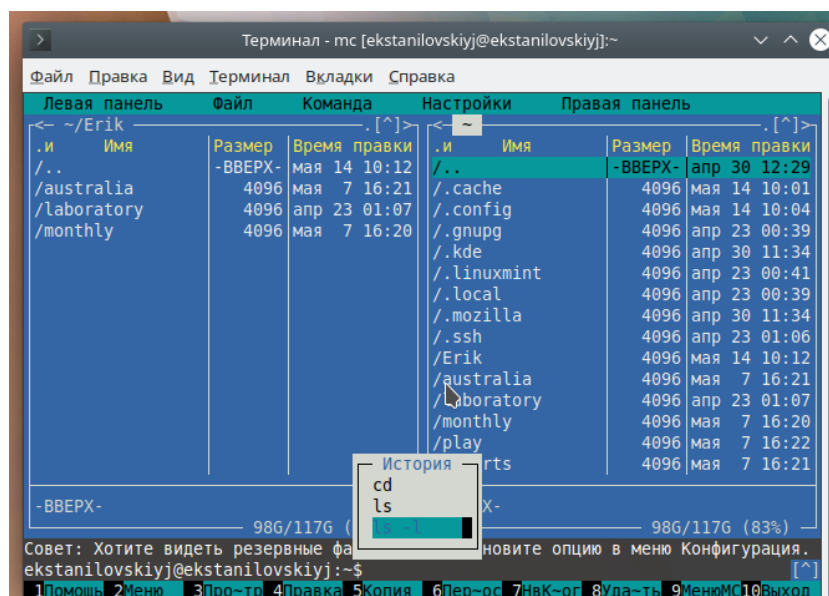 Терминал - mc [ekstanilovskiyj@ekstanilovskiyj]:~
Файл Правка Вид Терминал Вкладки Справка
Левая панель Файл Команда Настройки Правая панель
<— ~/Erik .[^]> <— ~ .[^]>
.и Имя Размер Время правки .и Имя Размер Время правки
/.. -ВВЕРХ- мая 14 10:12 /.. -ВВЕРХ- апр 30 12:29
/australia 4096 мая 7 16:21 /.cache 4096 мая 14 10:01
/laboratory 4096 апр 23 01:07 /.config 4096 мая 14 10:04
/monthly 4096 мая 7 16:20 /.gnupg 4096 апр 23 00:39
/.kde 4096 апр 30 11:34
/.linuxmint 4096 апр 23 00:41
/.local 4096 апр 23 00:39
/.mozilla 4096 апр 30 11:34
/.ssh 4096 апр 23 01:06
/Erik 4096 мая 14 10:12
/australia 4096 мая 7 16:21
/laboratory 4096 апр 23 01:07
/monthly 4096 мая 7 16:20
/play 4096 мая 7 16:22
История rts 4096 мая 7 16:21
cd
-ВВЕРХ- ls Х-
98G/117G ( ls -l 98G/117G (83%)
Совет: Хотите видеть резервные фа новите опцию в меню Конфигурация.
ekstanilovskiyj@ekstanilovskiyj:~$ [^]
1Помощь 2Меню 3Про~тр 4Правка 5Копия 6Пер~ос 7НвК~ог 8Уда~ть 9МенюMC 10Выход